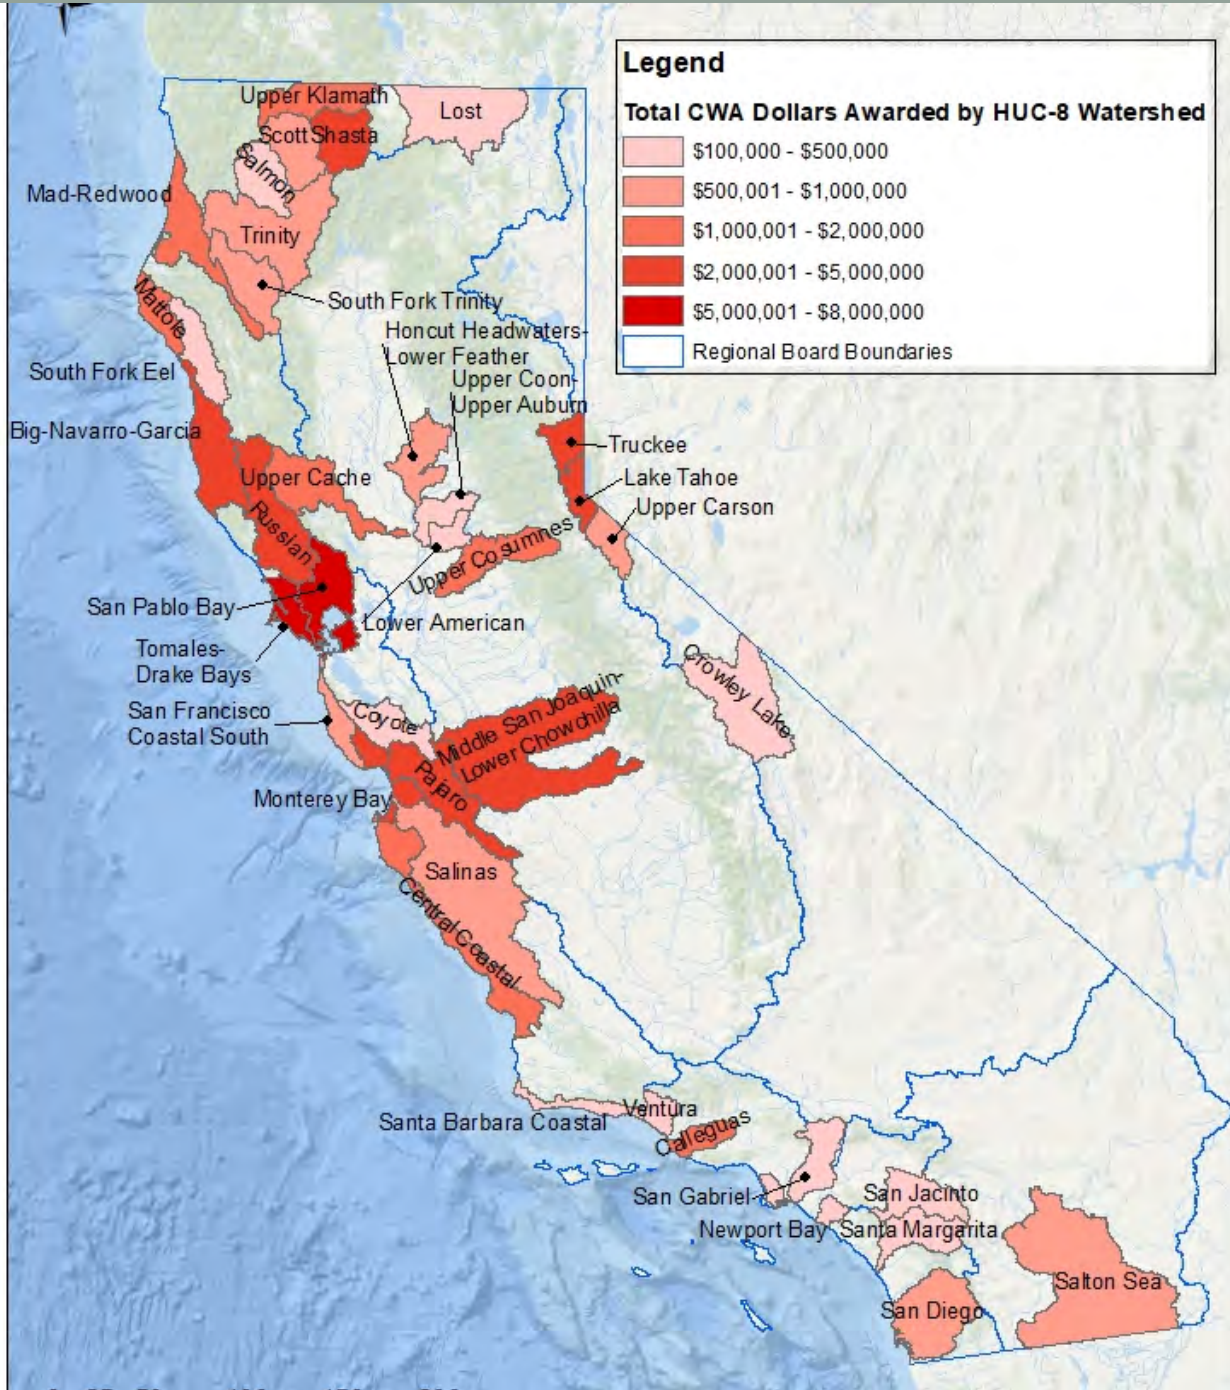 Legend
Total CWA Dollars Awarded by HUC-8 Watershed
$100,000 - $500,000
$500,001 - $1,000,000
$1,000,001 - $2,000,000
$2,000,001 - $5,000,000
$5,000,001 - $8,000,000
Regional Board Boundaries
Upper Klamath
Lost
Scott
Shasta
Salmon
Mad-Redwood
Trinity
South Fork Trinity
Mattole
Honcut Headwaters-
Lower Feather
South Fork Eel
Upper Coon-
Upper Auburn
Big-Navarro-Garcia
Truckee
Upper Cache
Lake Tahoe
Upper Carson
Russian
Upper Cosumnes
San Pablo Bay
Lower American
Tomales-
Drake Bays
Crowley Lake
San Francisco
Coastal South
Coyote
Middle San Joaquin-
Lower Chowchilla
Pajaro
Monterey Bay
Salinas
Central Coastal
Santa Barbara Coastal
Ventura
Calleguas
San Gabriel
San Jacinto
Newport Bay
Santa Margarita
Salton Sea
San Diego